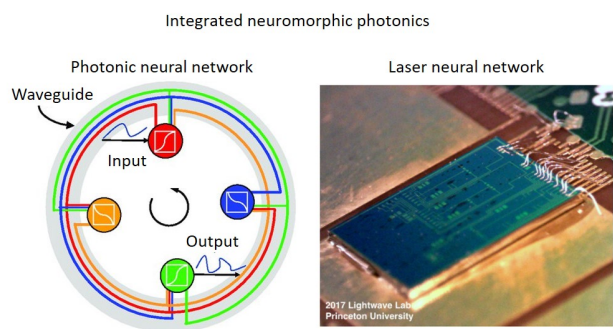 Integrated neuromorphic photonics
Photonic neural network
Laser neural network
Waveguide
Input
Output
2017 Lightwave Lab
Princeton University